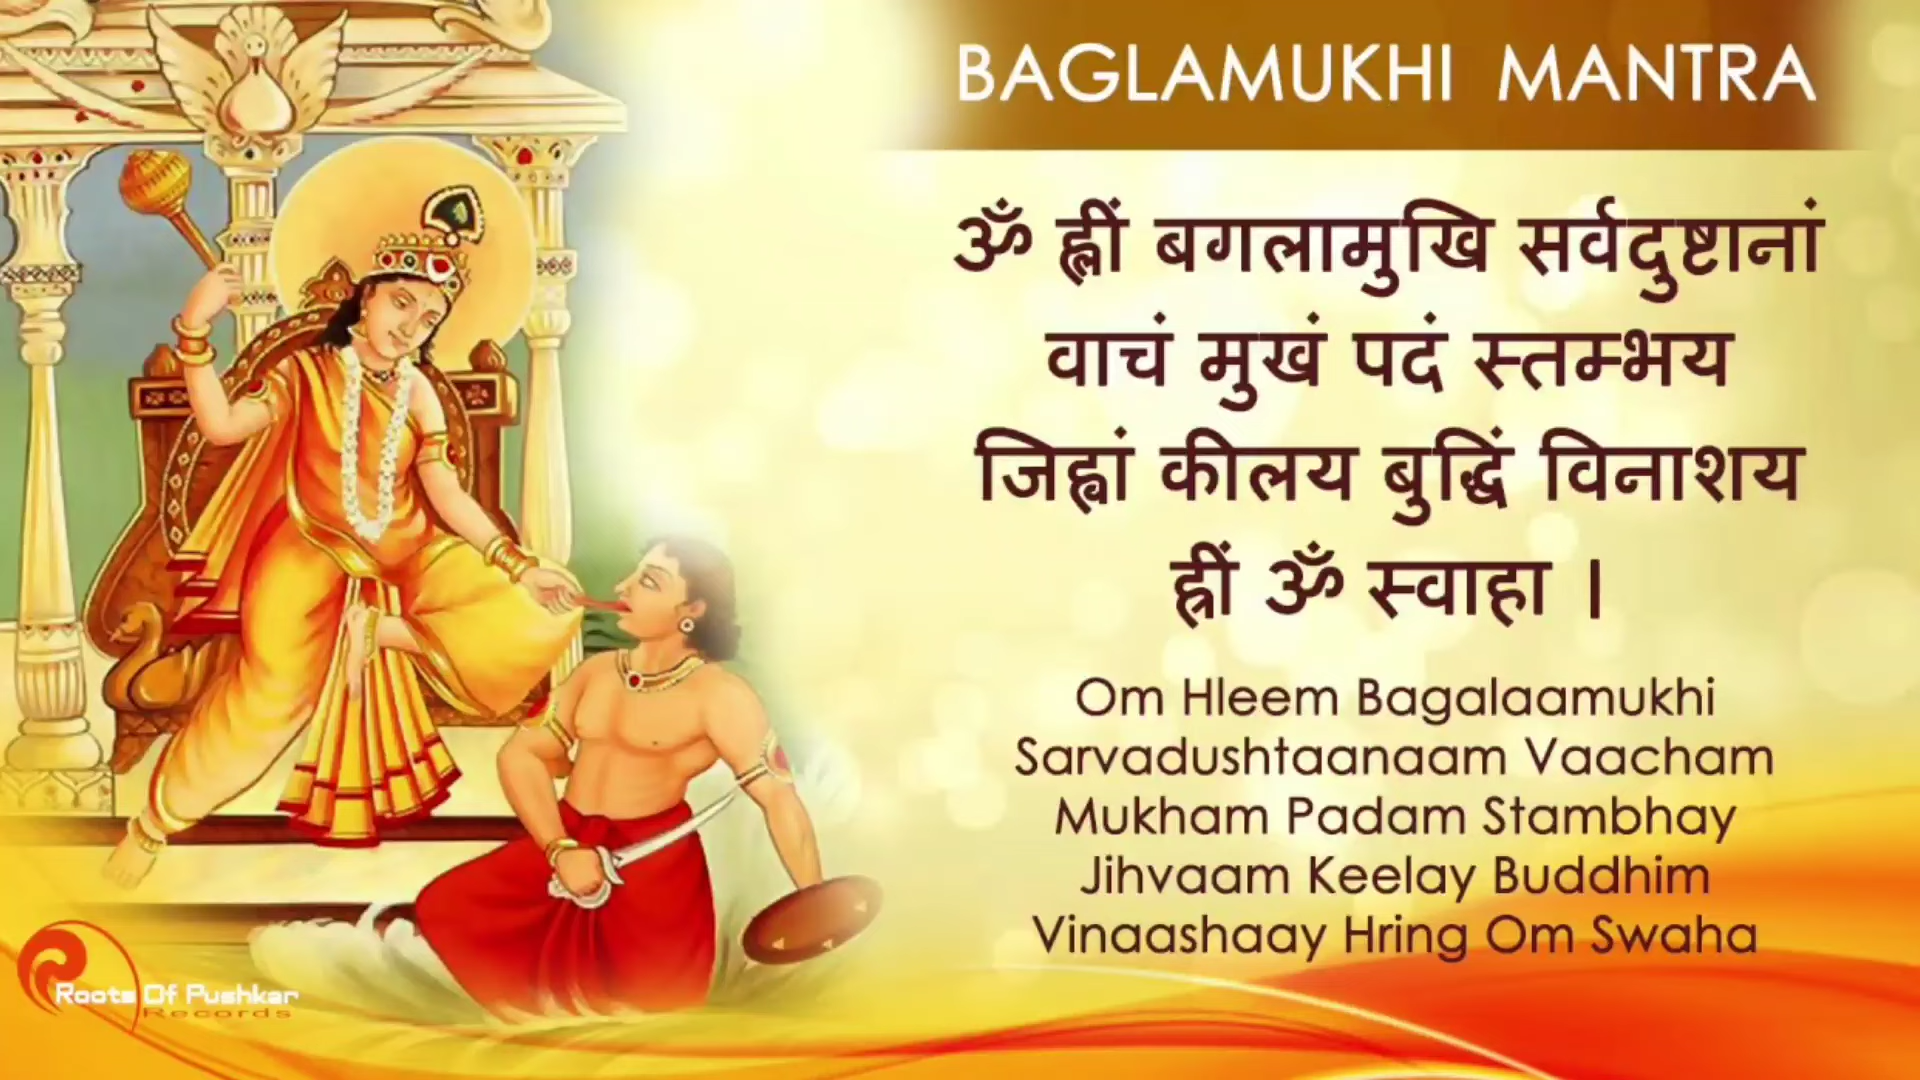 BAGLAMUKHI MANTRA
ॐ ह्लीं बगलामुखि सर्वदुष्टानां
वाचं मुखं पदं स्तम्भय
जिह्वां कीलय बुद्धिं विनाशय
ह्रीं ॐ स्वाहा ।
Om Hleem Bagalaamukhi
Sarvadushtaanaam Vaacham
Mukham Padam Stambhay
Jihvaam Keelay Buddhim
Vinaashaay Hring Om Swaha
Roots Of Pushkar
Records